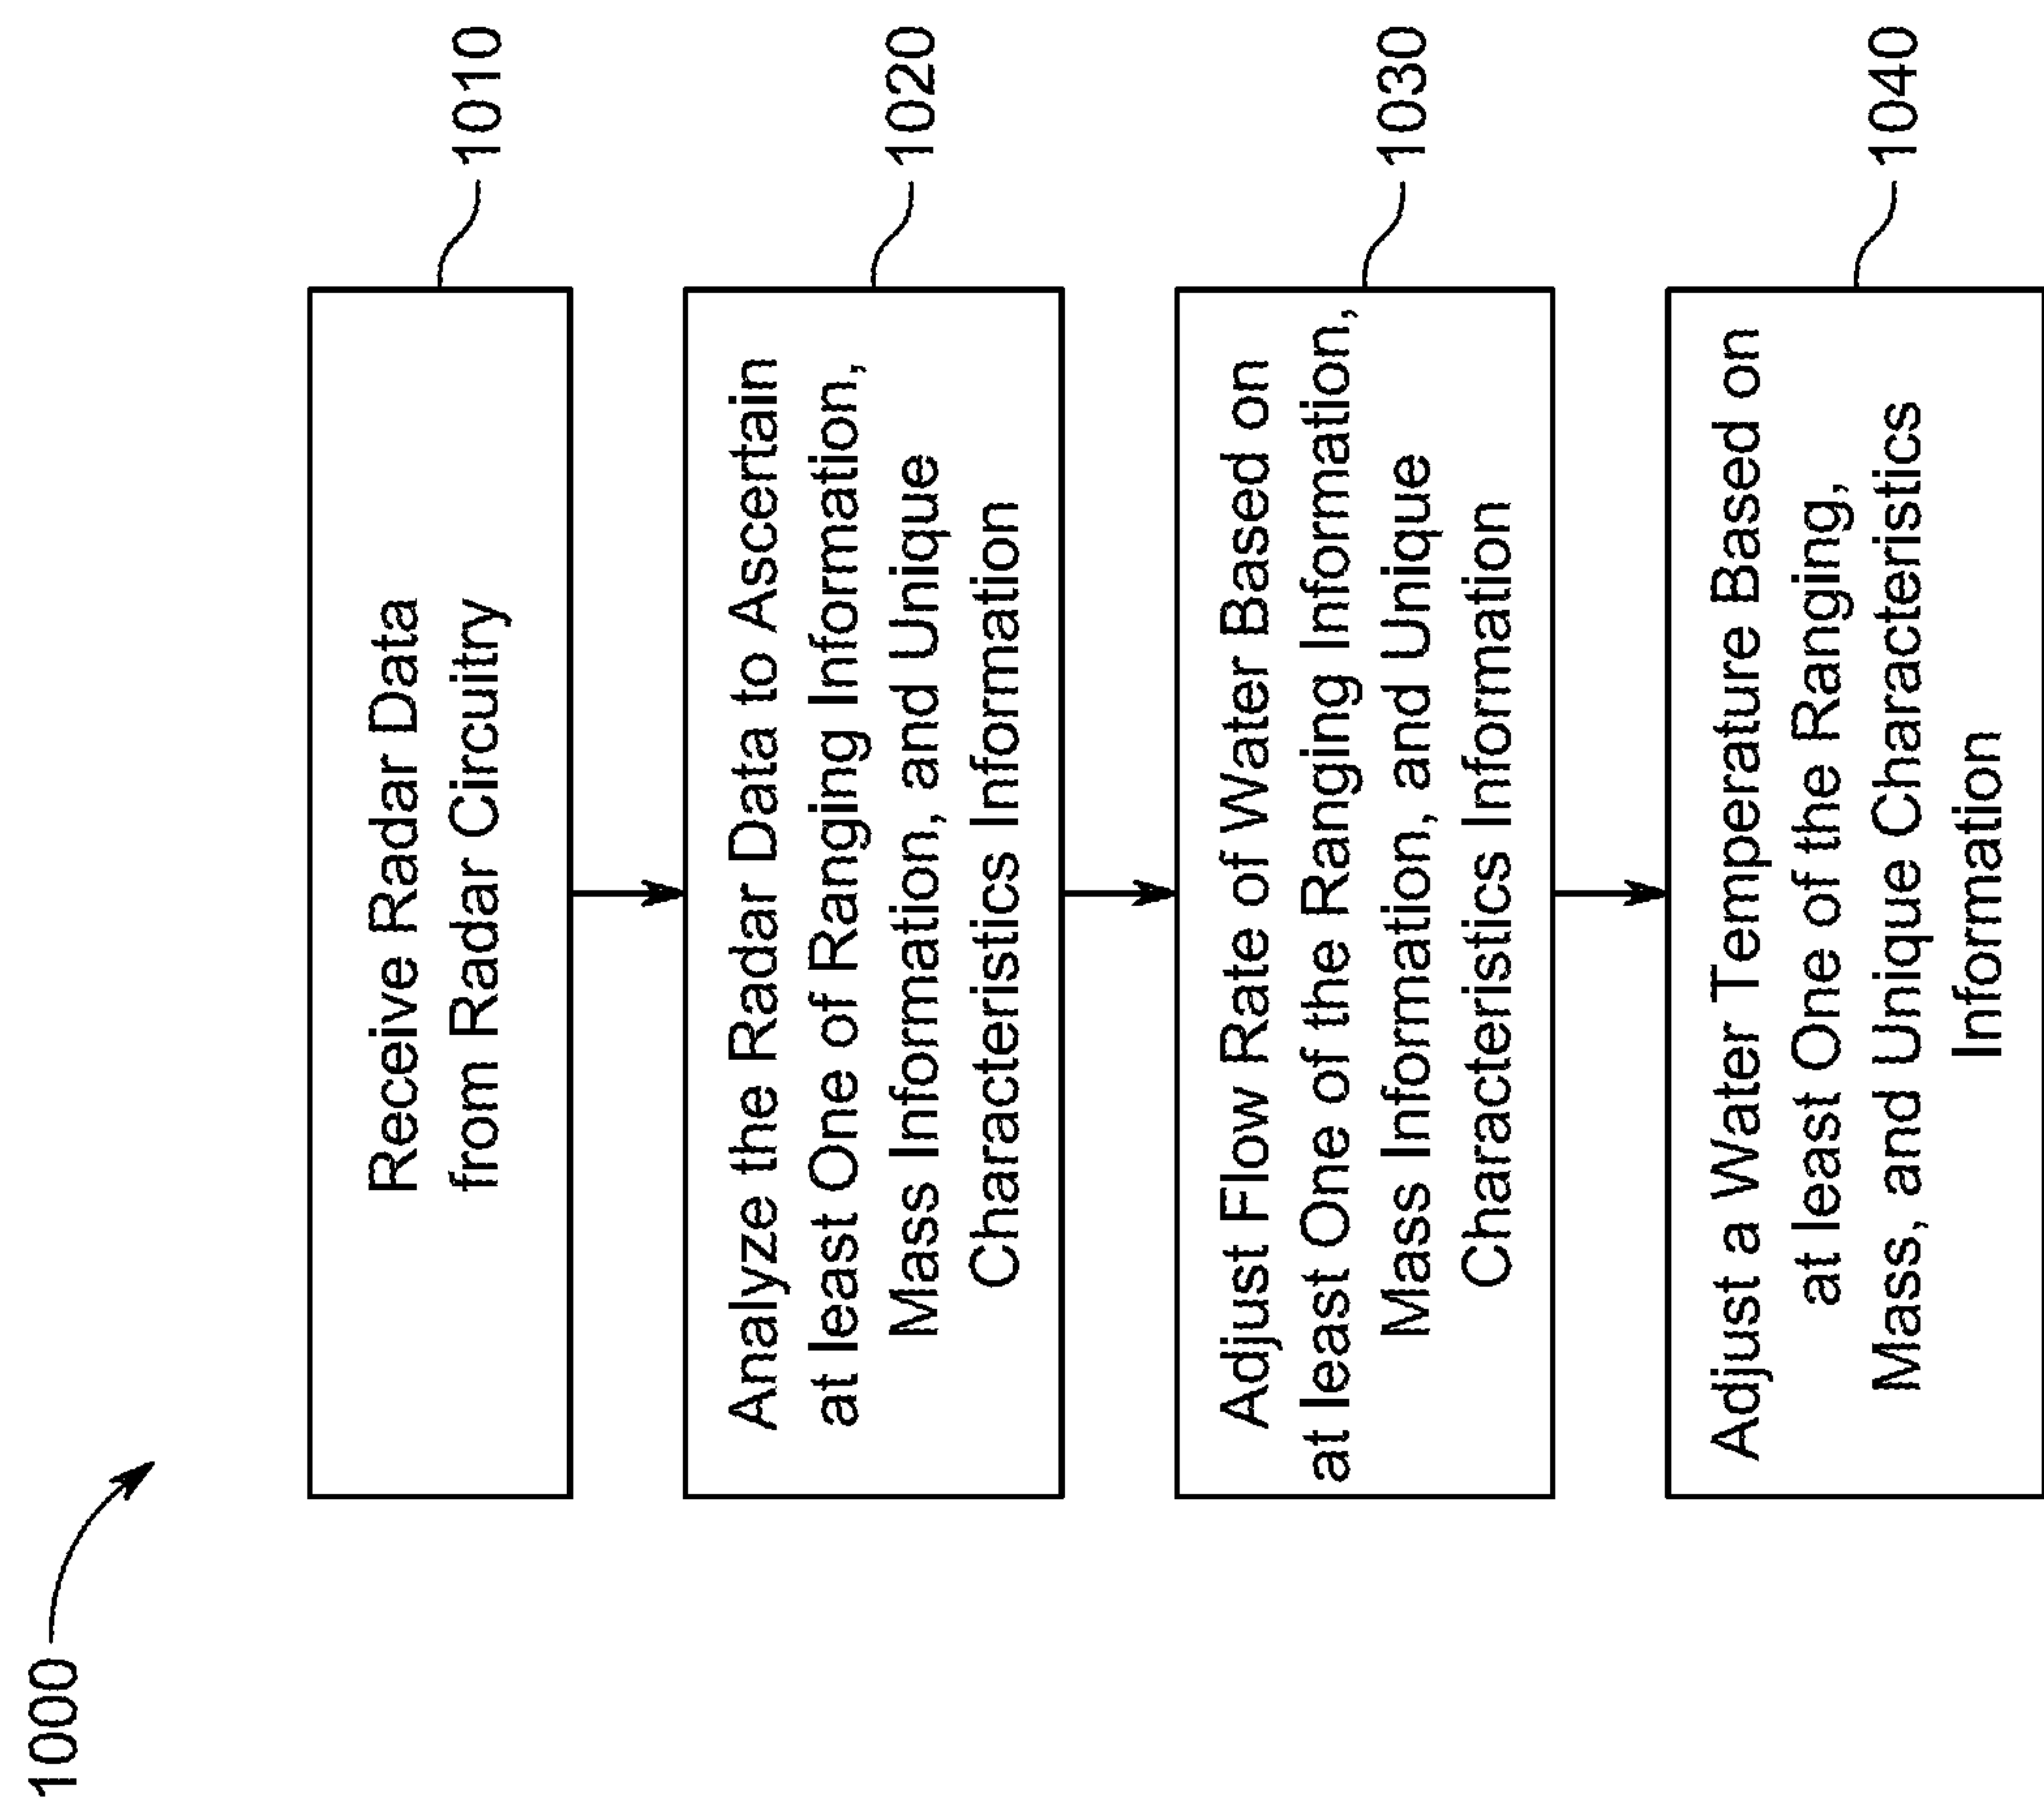 1000
Receive Radar Data
from Radar Circuitry
1010
Analyze the Radar Data to Ascertain
at least One of Ranging Information,
Mass Information, and Unique
Characteristics Information
1020
Adjust Flow Rate of Water Based on
at least One of the Ranging Information,
Mass Information, and Unique
Characteristics Information
1030
Adjust a Water Temperature Based on
at least One of the Ranging,
Mass, and Unique Characteristics
Information
1040